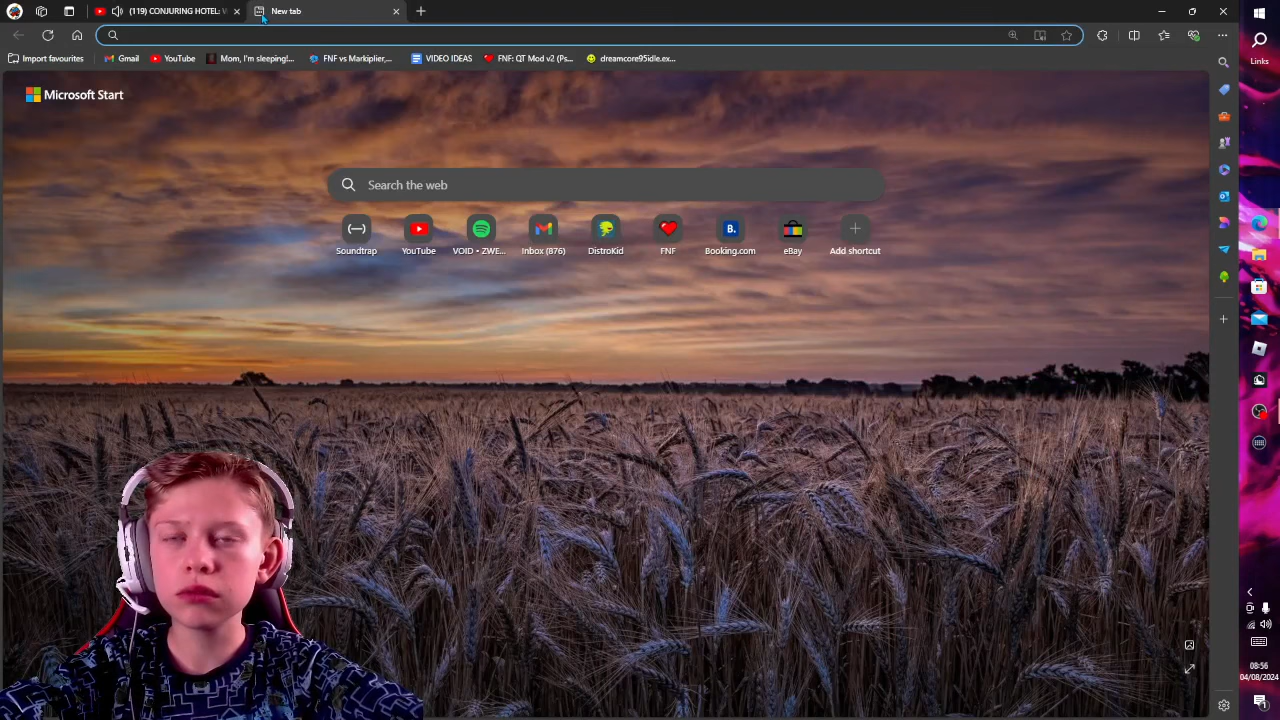 (119) CONJURING HOTEL: V
New tab
Import favourites
Gmail
YouTube
Mom, I'm sleeping!...
FNF vs Markiplier,...
VIDEO IDEAS
FNF: QT Mod v2 (Ps...
dreamcore95idle.ex...
Links
Microsoft Start
Search the web
Soundtrap
YouTube
VOID • ZWE...
Inbox (876)
DistroKid
FNF
Booking.com
eBay
Add shortcut
B.
08:56
04/08/2024